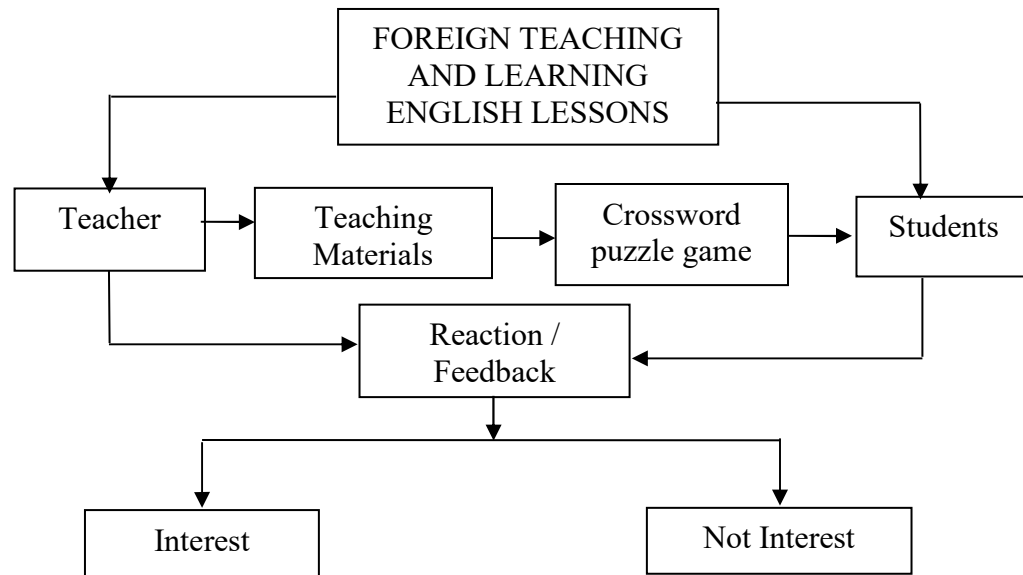 FOREIGN TEACHING
AND LEARNING
ENGLISH LESSONS
Teacher
Teaching
Materials
Crossword
puzzle game
Students
Reaction /
Feedback
Interest
Not Interest